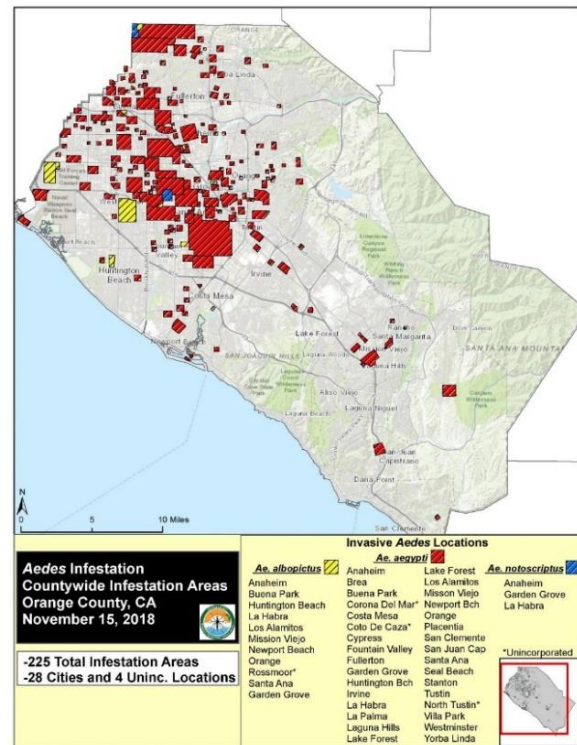 ORANGE
Yorba Linda
Fullerton
Irvine
Huntington
Beach
Costa Mesa
Lake Forest
Rancho
Santa
Margarita
Mission Viejo
Laguna Hills
SANTA ANA MOUNTA
SAN JOAQUIN HILLS
Newport Beach
Aliso Viejo
Laguna Beach
Laguna Niguel
San Juan
Capistrano
Dana Point
San Clemente
N
0 5 10 Miles
Aedes Infestation
Countywide Infestation Areas
Orange County, CA
November 15, 2018
-225 Total Infestation Areas
-28 Cities and 4 Uninc. Locations
Invasive Aedes Locations
Ae. albopictus
Anaheim
Buena Park
Huntington Beach
La Habra
Los Alamitos
Mission Viejo
Newport Beach
Orange
Rossmoor*
Santa Ana
Garden Grove
Ae. aegypti
Anaheim
Brea
Buena Park
Corona Del Mar*
Costa Mesa
Coto De Caza*
Cypress
Fountain Valley
Fullerton
Garden Grove
Huntington Bch
Irvine
La Habra
La Palma
Laguna Hills
Lake Forest
Lake Forest
Los Alamitos
Misson Viejo
Newport Bch
Orange
Placentia
San Clemente
San Juan Cap
Santa Ana
Seal Beach
Stanton
Tustin
North Tustin*
Villa Park
Westminster
Yorba Linda
Ae. notoscriptus
Anaheim
Garden Grove
La Habra
*Unincorporated